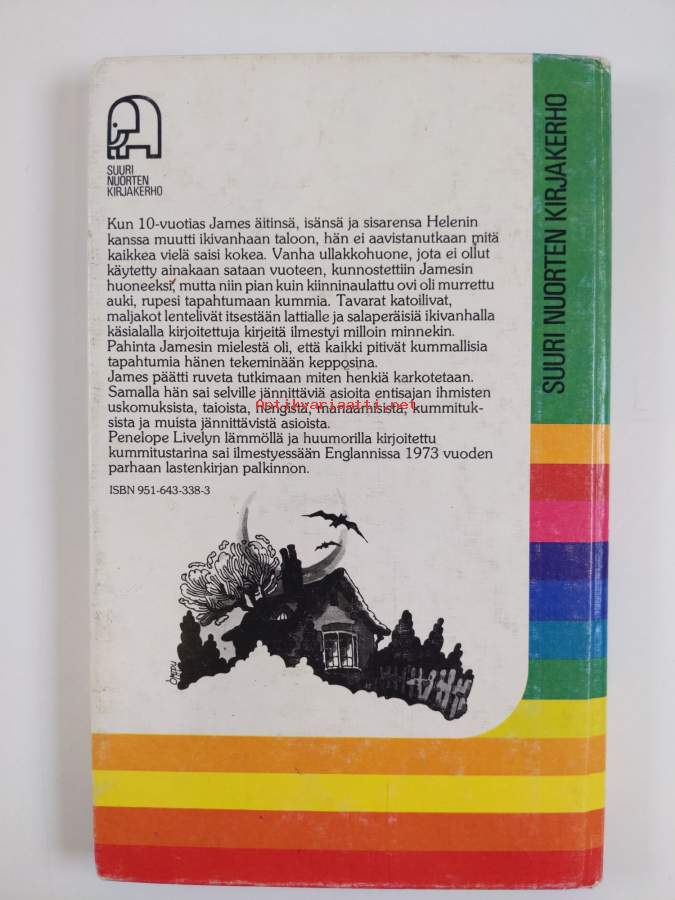 SUURI
NUORTEN
KIRJAKERHO
Kun 10-vuotias James äitinsä, isänsä ja sisarensa Helenin
kanssa muutti ikivanhaan taloon, hän ei aavistanutkaan mitä
kaikkea vielä saisi kokea. Vanha ullakkohuone, jota ei ollut
käytetty ainakaan sataan vuoteen, kunnostettiin Jamesin
huoneeksi, mutta niin pian kuin kiinninaulattu ovi oli murrettu
auki, rupesi tapahtumaan kummia. Tavarat katoilivat,
maljakot lentelivät itsestään lattialle ja salaperäisiä ikivanhalla
käsialalla kirjoitettuja kirjeitä ilmestyi milloin minnekin.
Pahinta Jamesin mielestä oli, että kaikki pitivät kummallisia
tapahtumia hänen tekeminään kepposina.
James päätti ruveta tutkimaan miten henkiä karkotetaan.
Samalla hän sai selville jännittäviä asioita entisajan ihmisten
uskomuksista, taioista, hengistä, manaamisista, kummituk-
sista ja muista jännittävistä asioista.
Penelope Livelyn lämmöllä ja huumorilla kirjoitettu
kummitustarina sai ilmestyessään Englannissa 1973 vuoden
parhaan lastenkirjan palkinnon.
ISBN 951-643-338-3
SUURI NUORTEN KIRJAKERHO
Antikvariaatti.net